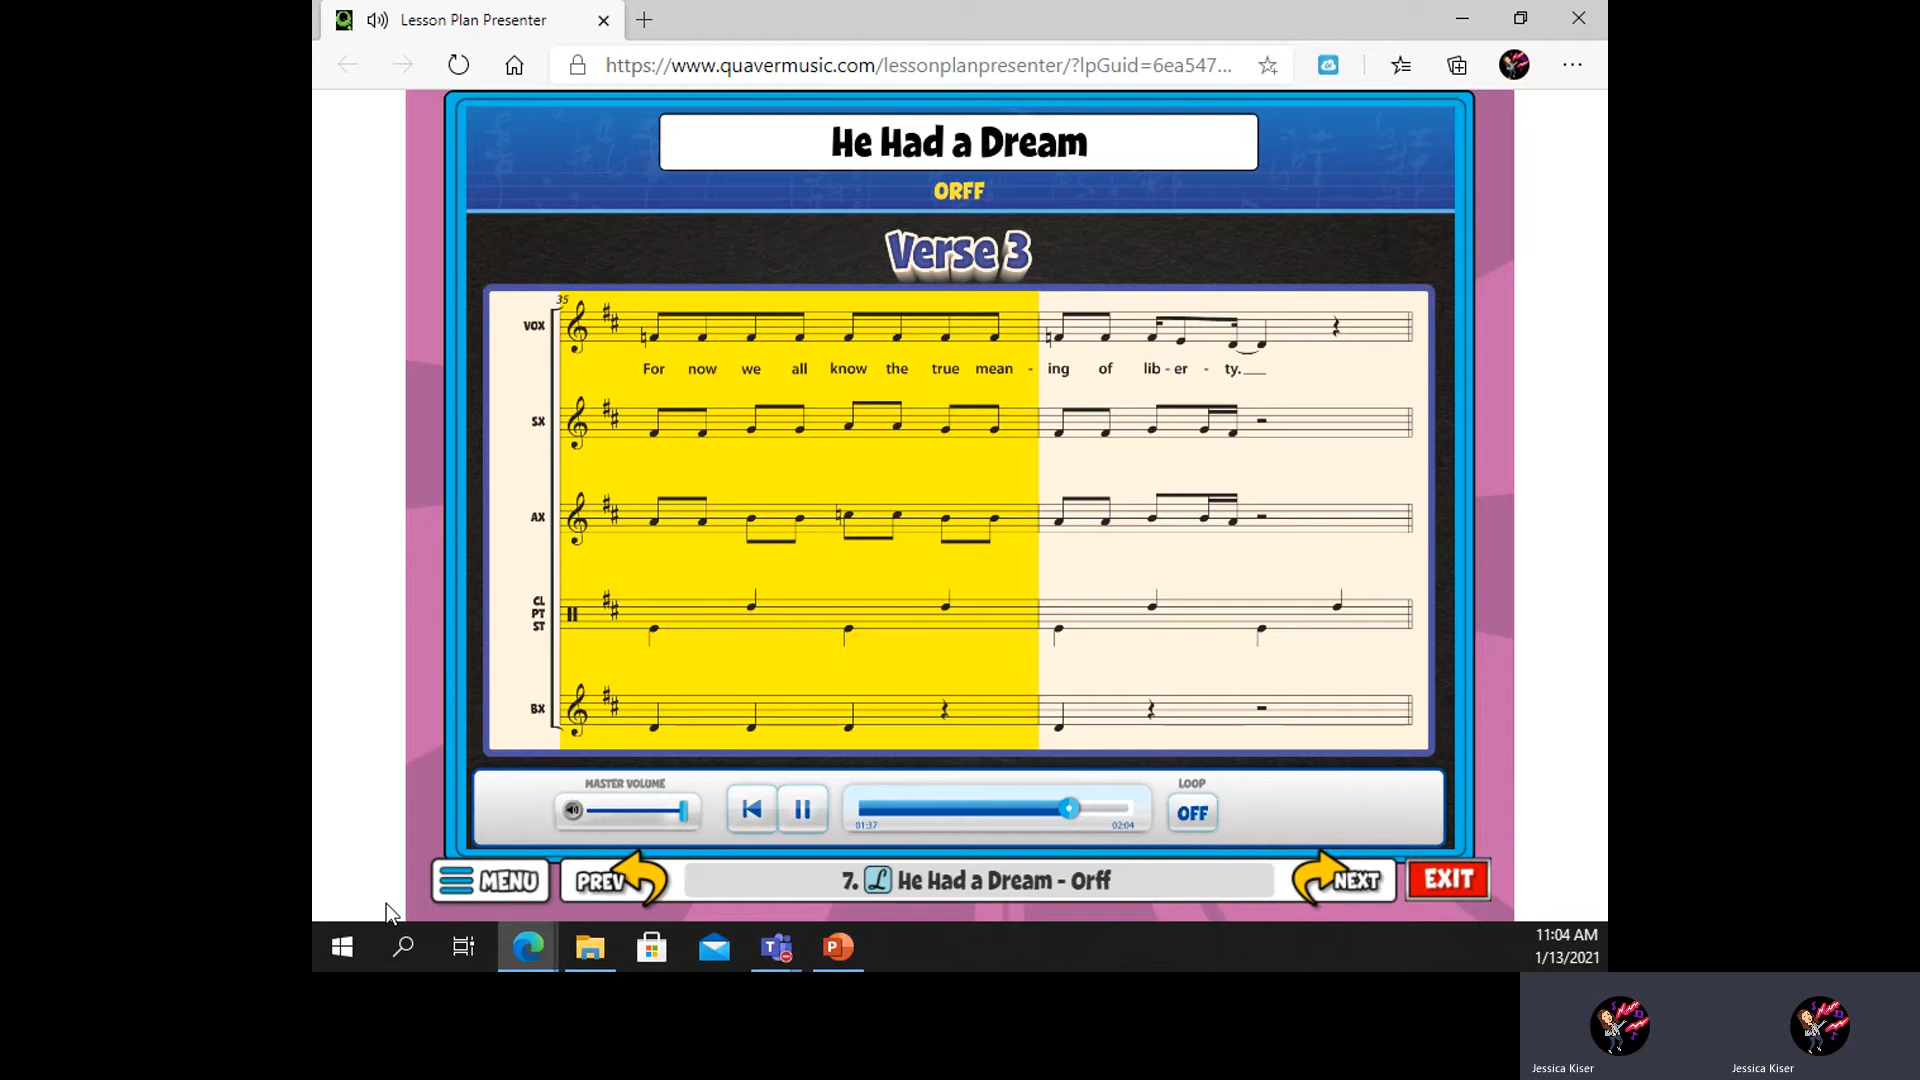 Lesson Plan Presenter
https://www.quavermusic.com/lessonplanpresenter/?lpGuid=6ea547...
He Had a Dream
ORFF
Verse 3
35
VOX
For now we all know the true mean - ing of lib - er - ty.
SX
AX
CL
PT
ST
BX
MASTER VOLUME
LOOP
01:37
02:04
OFF
MENU
PREV
7. L He Had a Dream - Orff
NEXT
EXIT
11:04 AM
1/13/2021
Jessica Kiser
Jessica Kiser